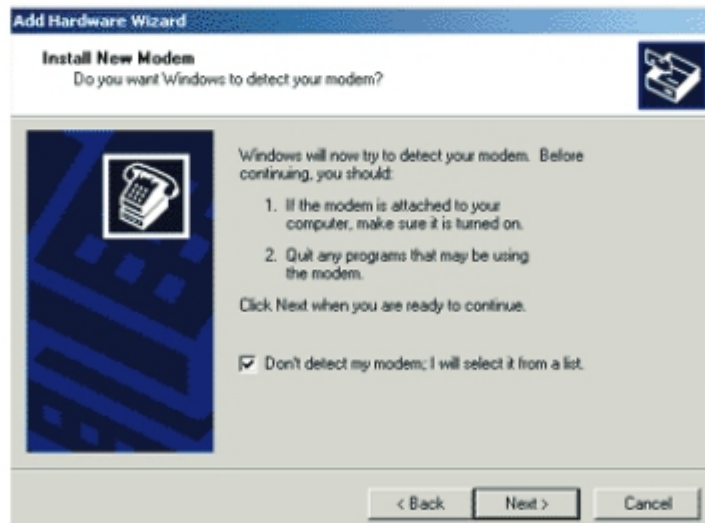 Add Hardware Wizard
Install New Modem
Do you want Windows to detect your modem?
Windows will now try to detect your modem. Before
continuing, you should:
1. If the modem is attached to your
computer, make sure it is turned on.
2. Quit any programs that may be using
the modem.
Click Next when you are ready to continue.
Don't detect my modem; I will select it from a list.
< Back
Next >
Cancel